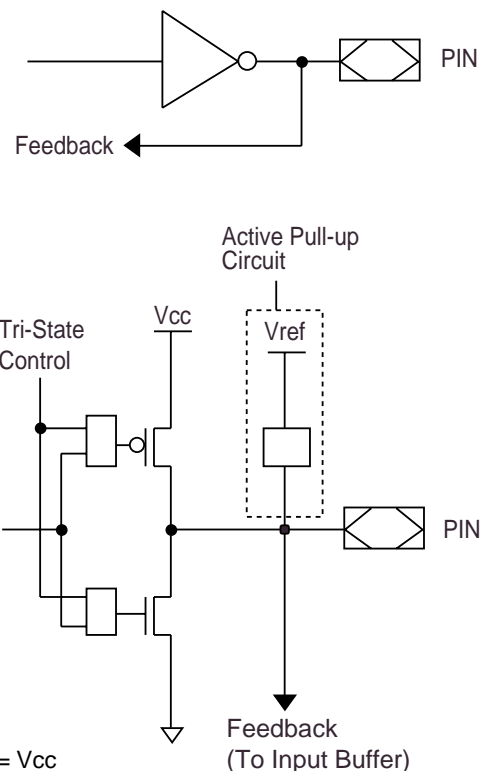 PIN
Feedback
Active Pull-up
Circuit
Tri-State
Control
Vcc
Vref
PIN
Feedback
(To Input Buffer)
= Vcc